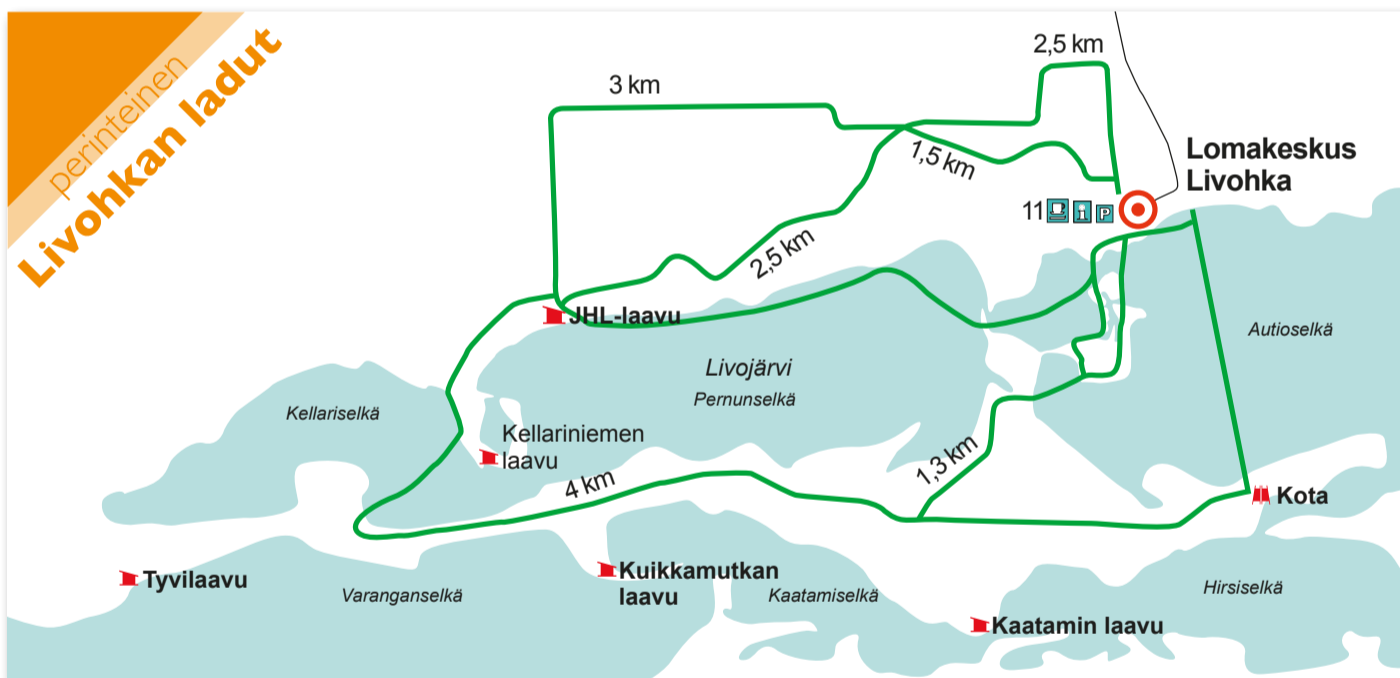 perinteinen
Livohkan ladut
2,5 km
3 km
1,5 km
Lomakeskus
Livohka
11 i P
2,5 km
JHL-laavu
Autioselkä
Livojärvi
Pernunselkä
Kellariselkä
Kellariniemen
laavu
4 km
1,3 km
Kota
Tyvilaavu
Varanganselkä
Kuikkamutkan
laavu
Kaatamiselkä
Hirsiselkä
Kaatamin laavu